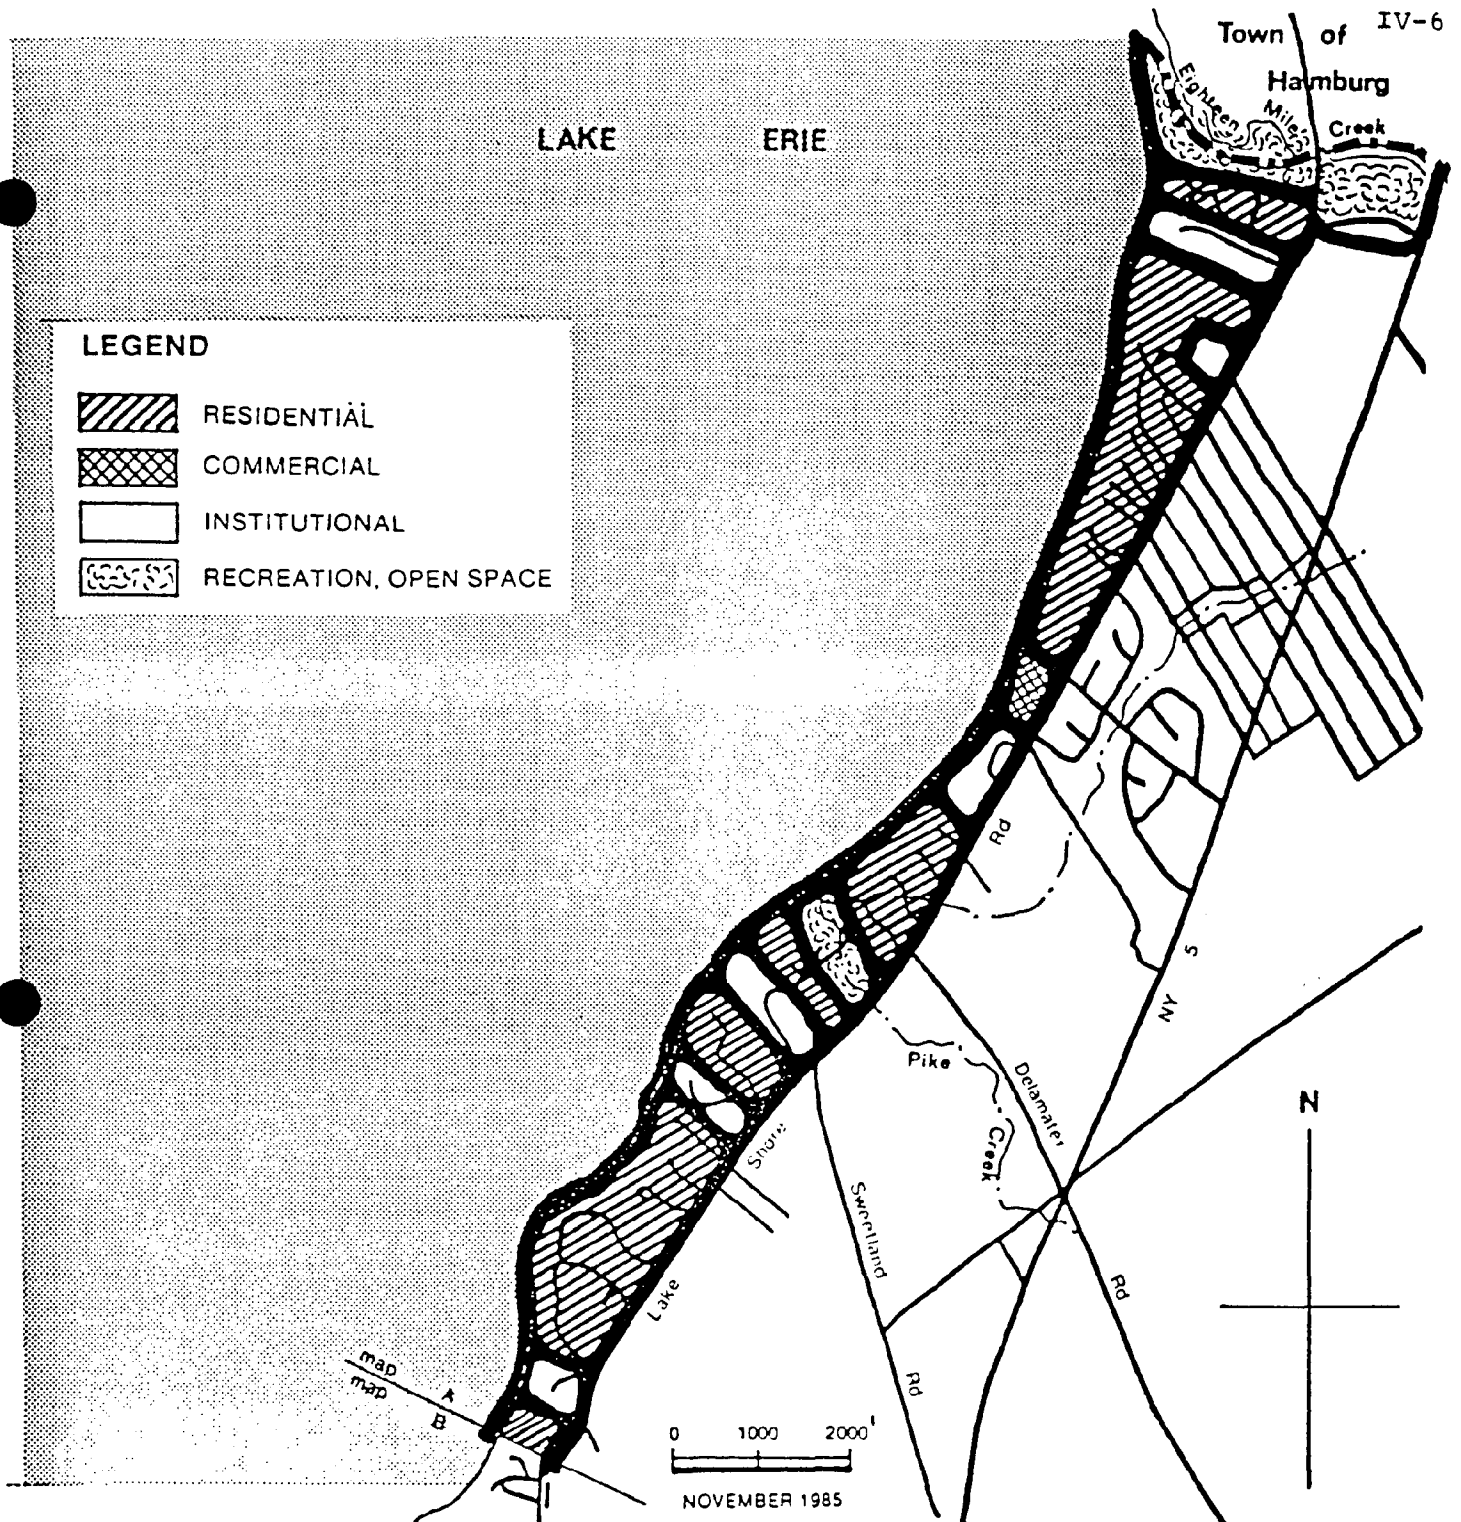 IV-6
Town of
Hamburg
Eighteen Mile Creek
LAKE ERIE
LEGEND
RESIDENTIAL
COMMERCIAL
INSTITUTIONAL
RECREATION, OPEN SPACE
Rd
NY 5
Pike
Creek
Delamater
Rd
N
Shore
Lake
Sweetland
Rd
map A
map B
0 1000 2000'
NOVEMBER 1985